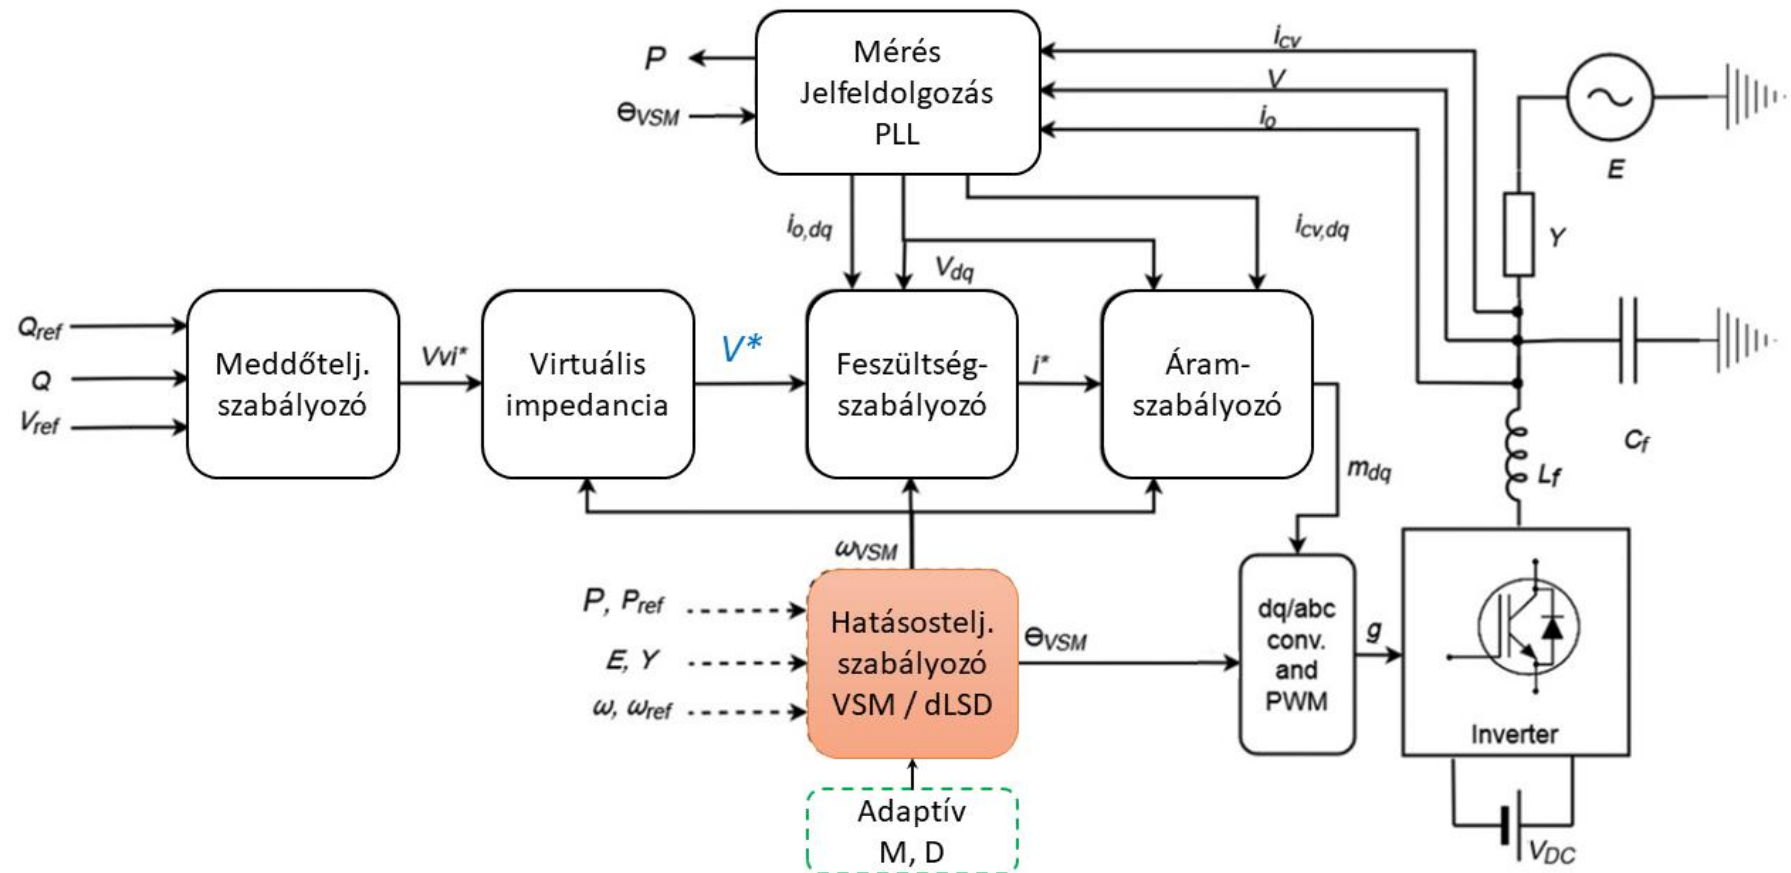 Mérés
Jelfeldolgozás
PLL
P
ΘVSM
icv
V
io
E
Y
io,dq
Vdq
icv,dq
Qref
Q
Vref
Meddőtelj.
szabályozó
Vvi*
Virtuális
impedancia
V*
Feszültség-
szabályozó
i*
Áram-
szabályozó
mdq
Cf
Lf
ωVSM
P, Pref
E, Y
ω, ωref
Hatásostelj.
szabályozó
VSM / dLSD
ΘVSM
dq/abc
conv.
and
PWM
g
Inverter
VDC
Adaptív
M, D